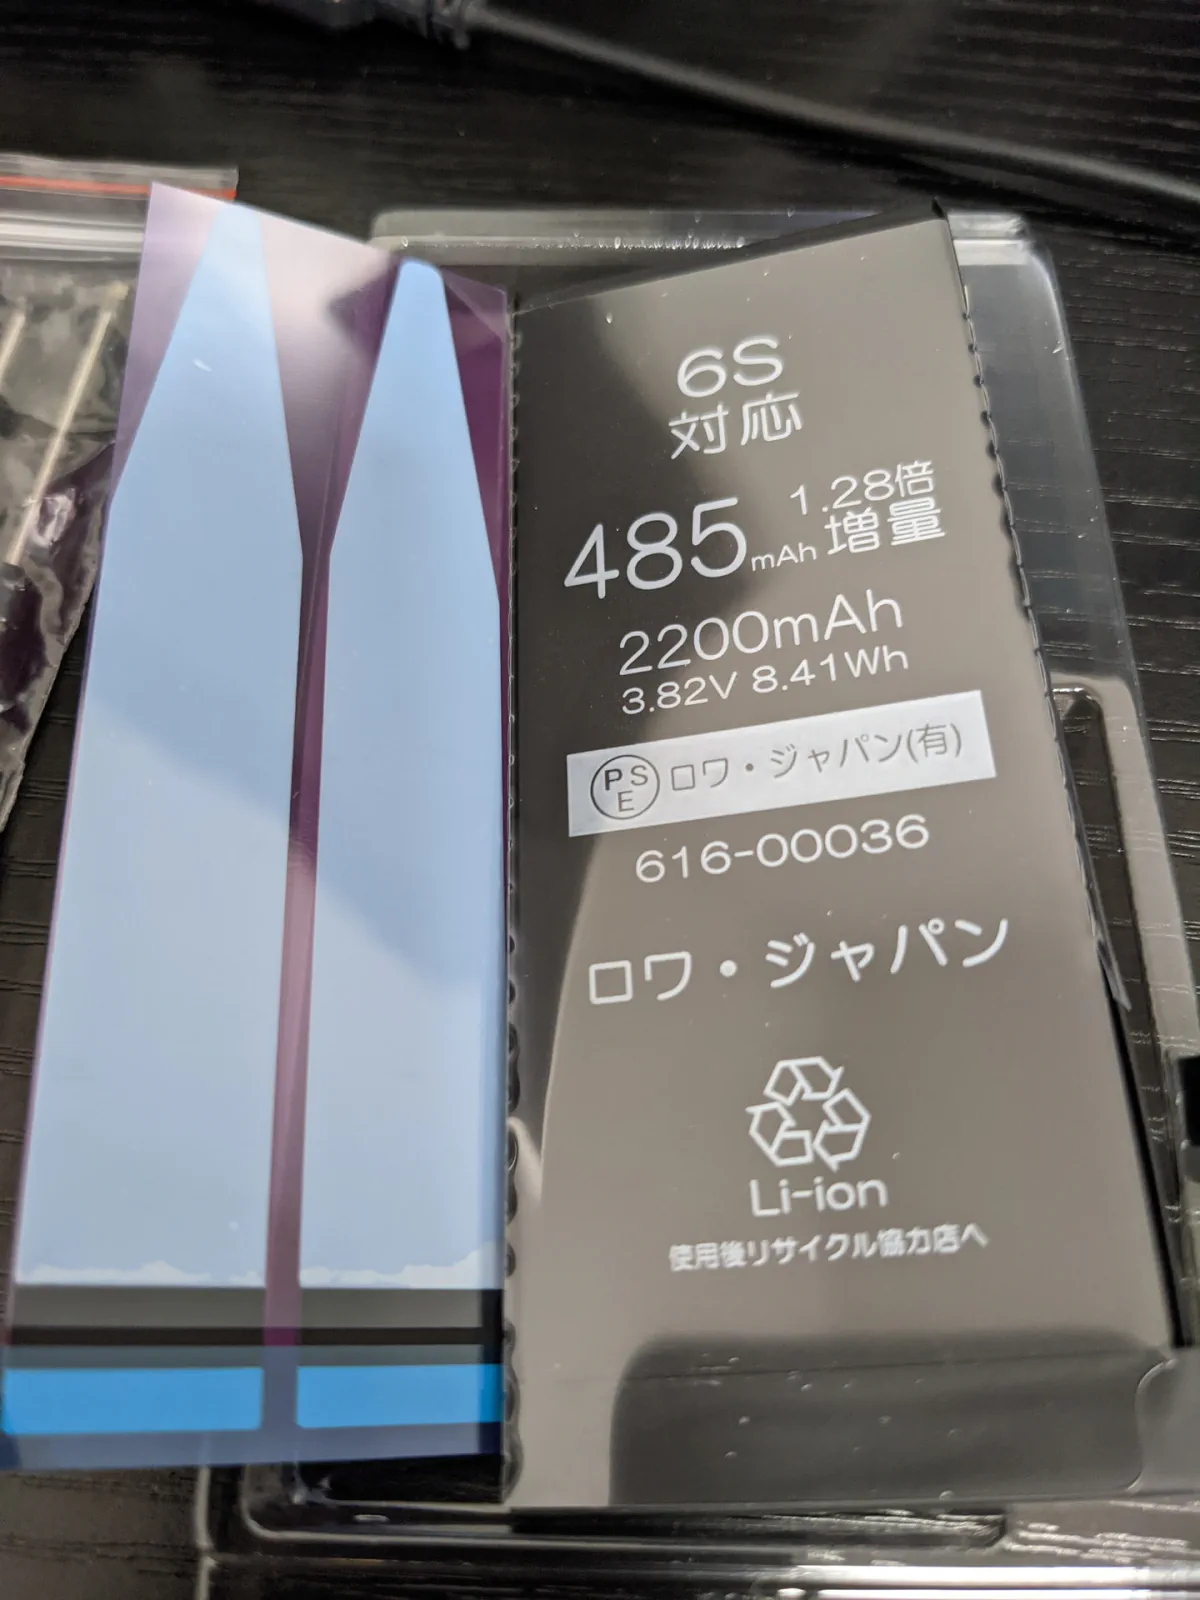 6S
対応
485mAh 1.28倍増量
2200mAh
3.82V 8.41Wh
PSE ロワ・ジャパン(有)
616-00036
ロワ・ジャパン
Li-ion
使用後リサイクル協力店へ